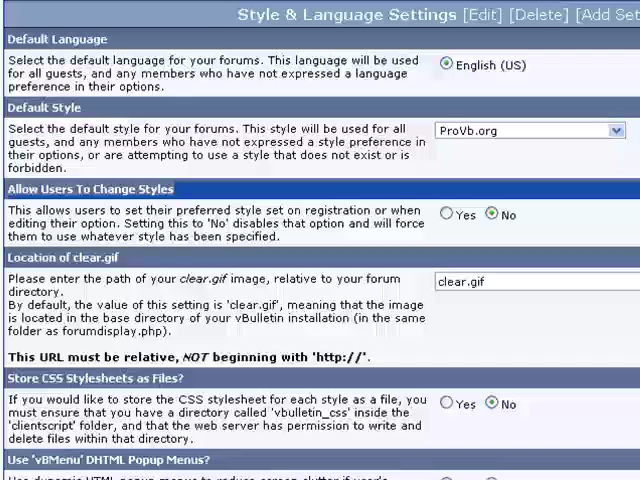 Style & Language Settings [Edit] [Delete] [Add Set
Default Language
Select the default language for your forums. This language will be used
for all guests, and any members who have not expressed a language
preference in their options.
English (US)
Default Style
Select the default style for your forums. This style will be used for all
guests, and any members who have not expressed a style preference in
their options, or are attempting to use a style that does not exist or is
forbidden.
ProVb.org
Allow Users To Change Styles
This allows users to set their preferred style set on registration or when
editing their option. Setting this to 'No' disables that option and will force
them to use whatever style has been specified.
Yes No
Location of clear.gif
Please enter the path of your clear.gif image, relative to your forum
directory.
By default, the value of this setting is 'clear.gif', meaning that the image
is located in the base directory of your vBulletin installation (in the same
folder as forumdisplay.php).
This URL must be relative, NOT beginning with 'http://'.
clear.gif
Store CSS Stylesheets as Files?
If you would like to store the CSS stylesheet for each style as a file, you
must ensure that you have a directory called 'vbulletin_css' inside the
'clientscript' folder, and that the web server has permission to write and
delete files within that directory.
Yes No
Use 'vBMenu' DHTML Popup Menus?
Use dynamic HTML popup menus to reduce screen clutter if user's